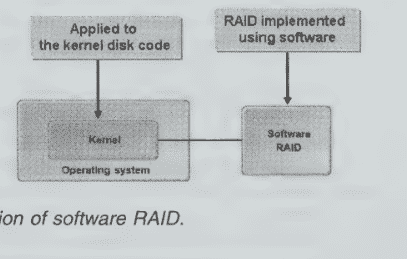 Applied to
the kernel disk code
RAID implemented
using software
Kernel
Operating system
Software
RAID
ion of software RAID.